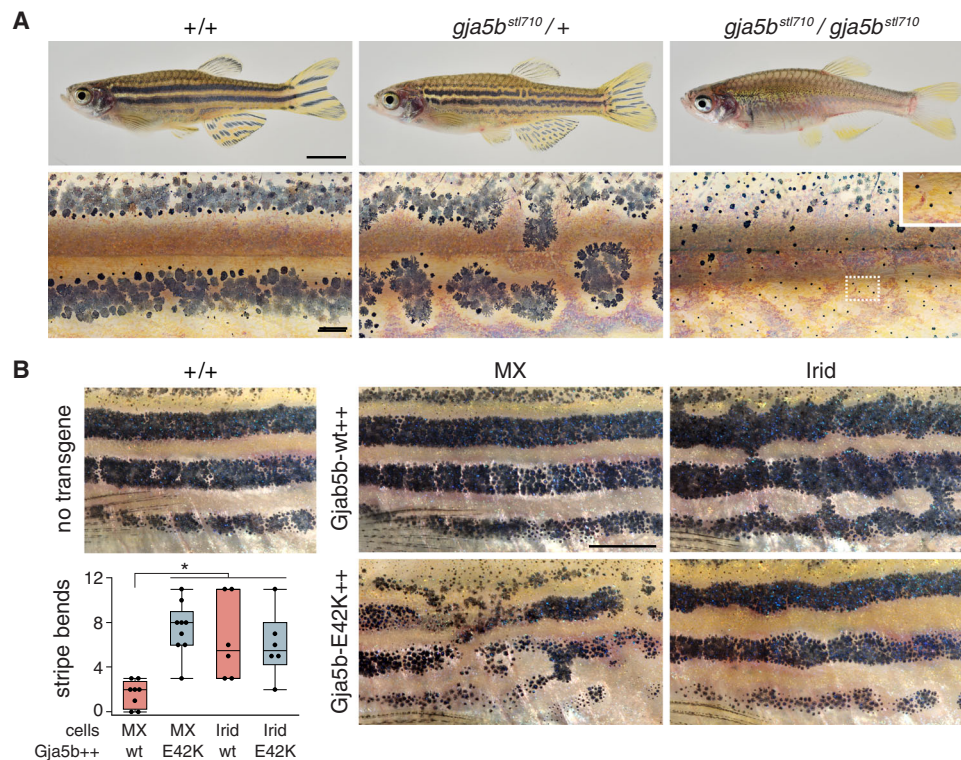 A
+/+
gja5b^stl710 / +
gja5b^stl710 / gja5b^stl710
B
+/+
MX
Irid
no transgene
Gjab5b-wt++
Gja5b-E42K++
stripe bends
12
8
4
0
*
cells MX MX Irid Irid
Gja5b++ wt E42K wt E42K